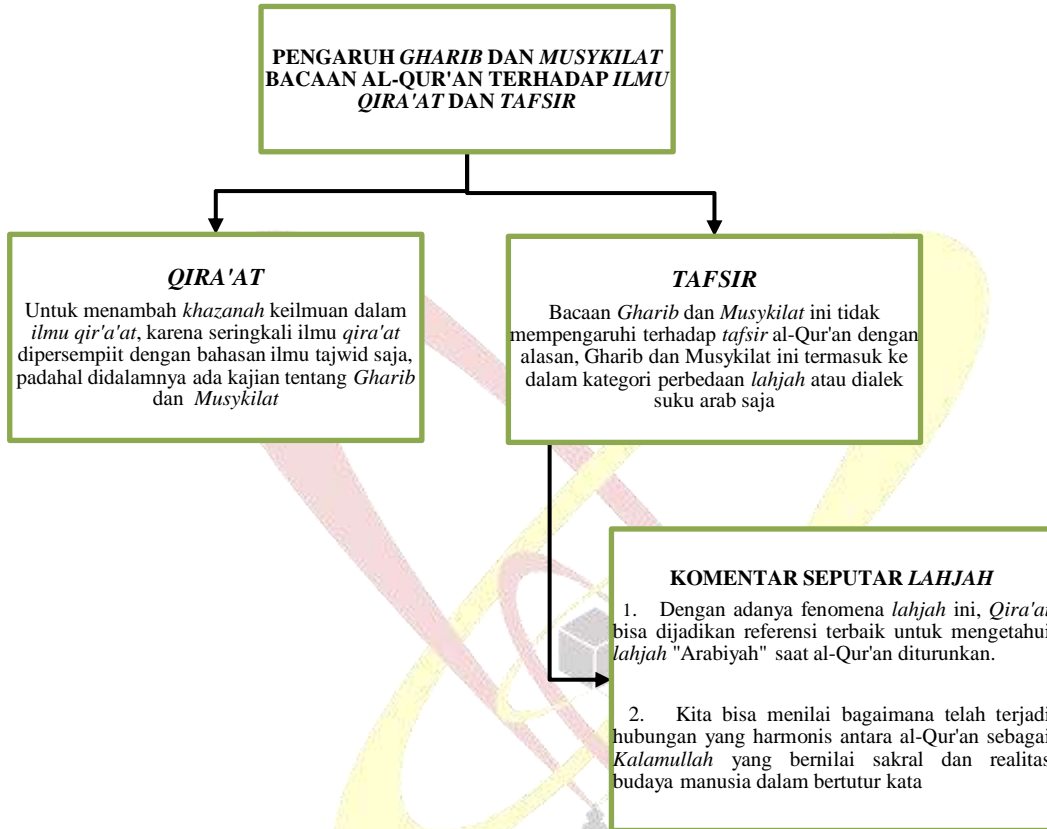 PENGARUH GHARIB DAN MUSYKILAT
BACAAN AL-QUR'AN TERHADAP ILMU
QIRA'AT DAN TAFSIR
QIRA'AT
Untuk menambah khazanah keilmuan dalam
ilmu qir'a'at, karena seringkali ilmu qira'at
dipersempiit dengan bahasan ilmu tajwid saja,
padahal didalamnya ada kajian tentang Gharib
dan Musykilat
TAFSIR
Bacaan Gharib dan Musykilat ini tidak
mempengaruhi terhadap tafsir al-Qur'an dengan
alasan, Gharib dan Musykilat ini termasuk ke
dalam kategori perbedaan lahjah atau dialek
suku arab saja
KOMENTAR SEPUTAR LAHJAH
1. Dengan adanya fenomena lahjah ini, Qira'at
bisa dijadikan referensi terbaik untuk mengetahui
lahjah "Arabiyah" saat al-Qur'an diturunkan.
2. Kita bisa menilai bagaimana telah terjadi
hubungan yang harmonis antara al-Qur'an sebagai
Kalamullah yang bernilai sakral dan realitas
budaya manusia dalam bertutur kata